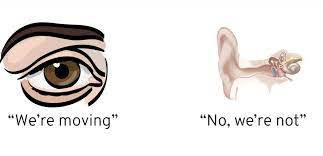 “We’re moving”
“No, we’re not”